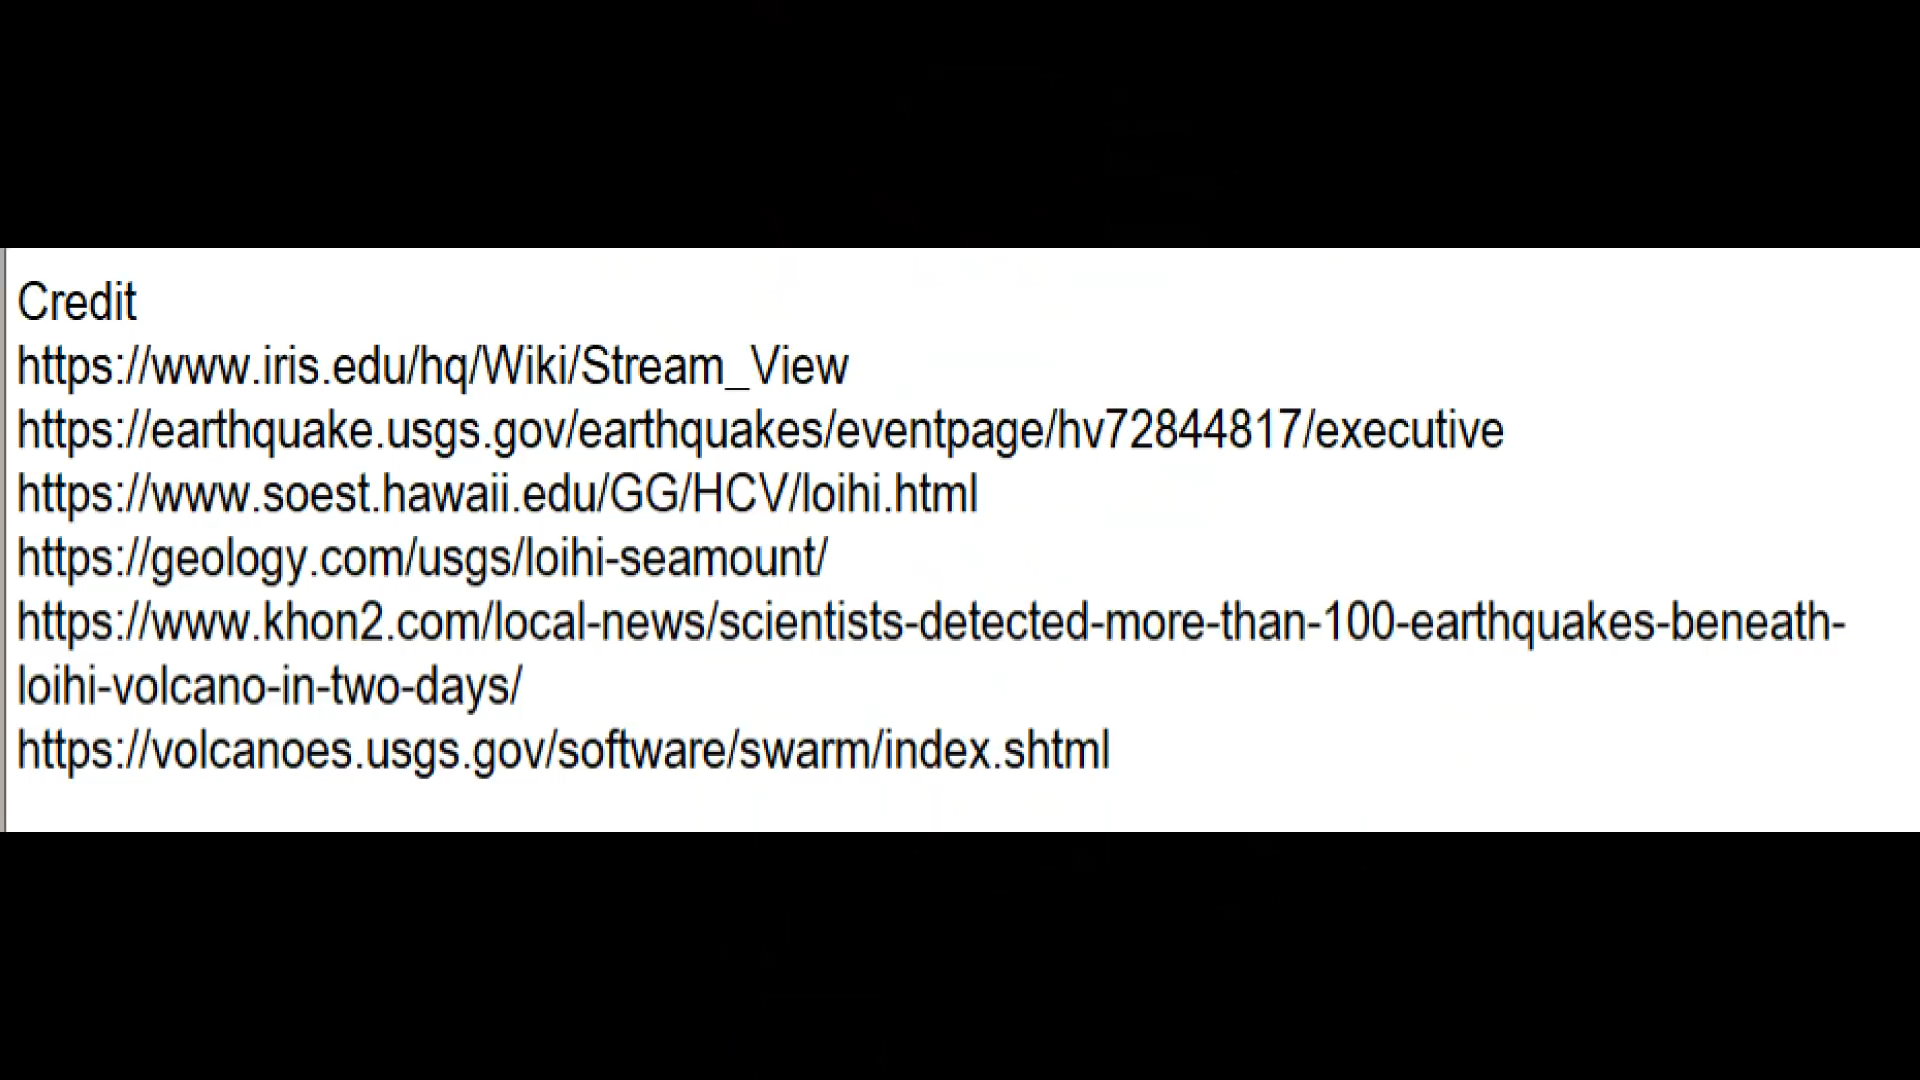 Credit
https://www.iris.edu/hq/Wiki/Stream_View
https://earthquake.usgs.gov/earthquakes/eventpage/hv72844817/executive
https://www.soest.hawaii.edu/GG/HCV/loihi.html
https://geology.com/usgs/loihi-seamount/
https://www.khon2.com/local-news/scientists-detected-more-than-100-earthquakes-beneath-
loihi-volcano-in-two-days/
https://volcanoes.usgs.gov/software/swarm/index.shtml